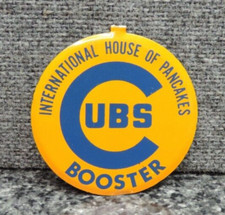 INTERNATIONAL HOUSE OF PANCAKES
CUBS
BOOSTER